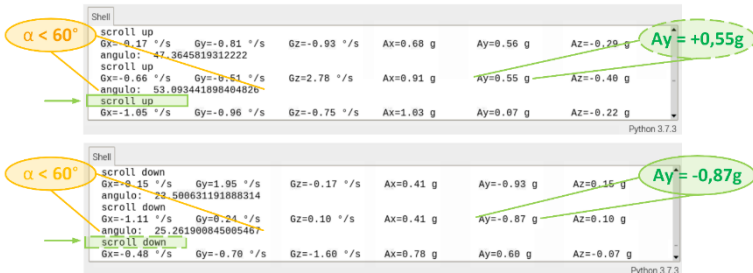 Shell
scroll up
Gx=-0.17 °/s Gy=-0.81 °/s Gz=-0.93 °/s Ax=0.68 g Ay=0.56 g Az=-0.29 g
angulo: 47.3645819312222
scroll up
Gx=-0.66 °/s Gy=-0.51 °/s Gz=2.78 °/s Ax=0.91 g Ay=0.55 g Az=-0.40 g
angulo: 53.093441898404826
scroll up
Gx=-1.05 °/s Gy=-0.96 °/s Gz=-0.75 °/s Ax=1.03 g Ay=0.07 g Az=-0.22 g
α < 60°
Ay = +0,55g
Python 3.7.3
Shell
scroll down
Gx=-0.15 °/s Gy=1.95 °/s Gz=-0.17 °/s Ax=0.41 g Ay=-0.93 g Az=0.15 g
angulo: 23.500631191888314
scroll down
Gx=-1.11 °/s Gy=0.24 °/s Gz=0.10 °/s Ax=0.41 g Ay=-0.87 g Az=0.10 g
angulo: 25.261900845005467
scroll down
Gx=-0.48 °/s Gy=-0.70 °/s Gz=-1.60 °/s Ax=0.78 g Ay=0.60 g Az=-0.07 g
α < 60°
Ay = -0,87g
Python 3.7.3